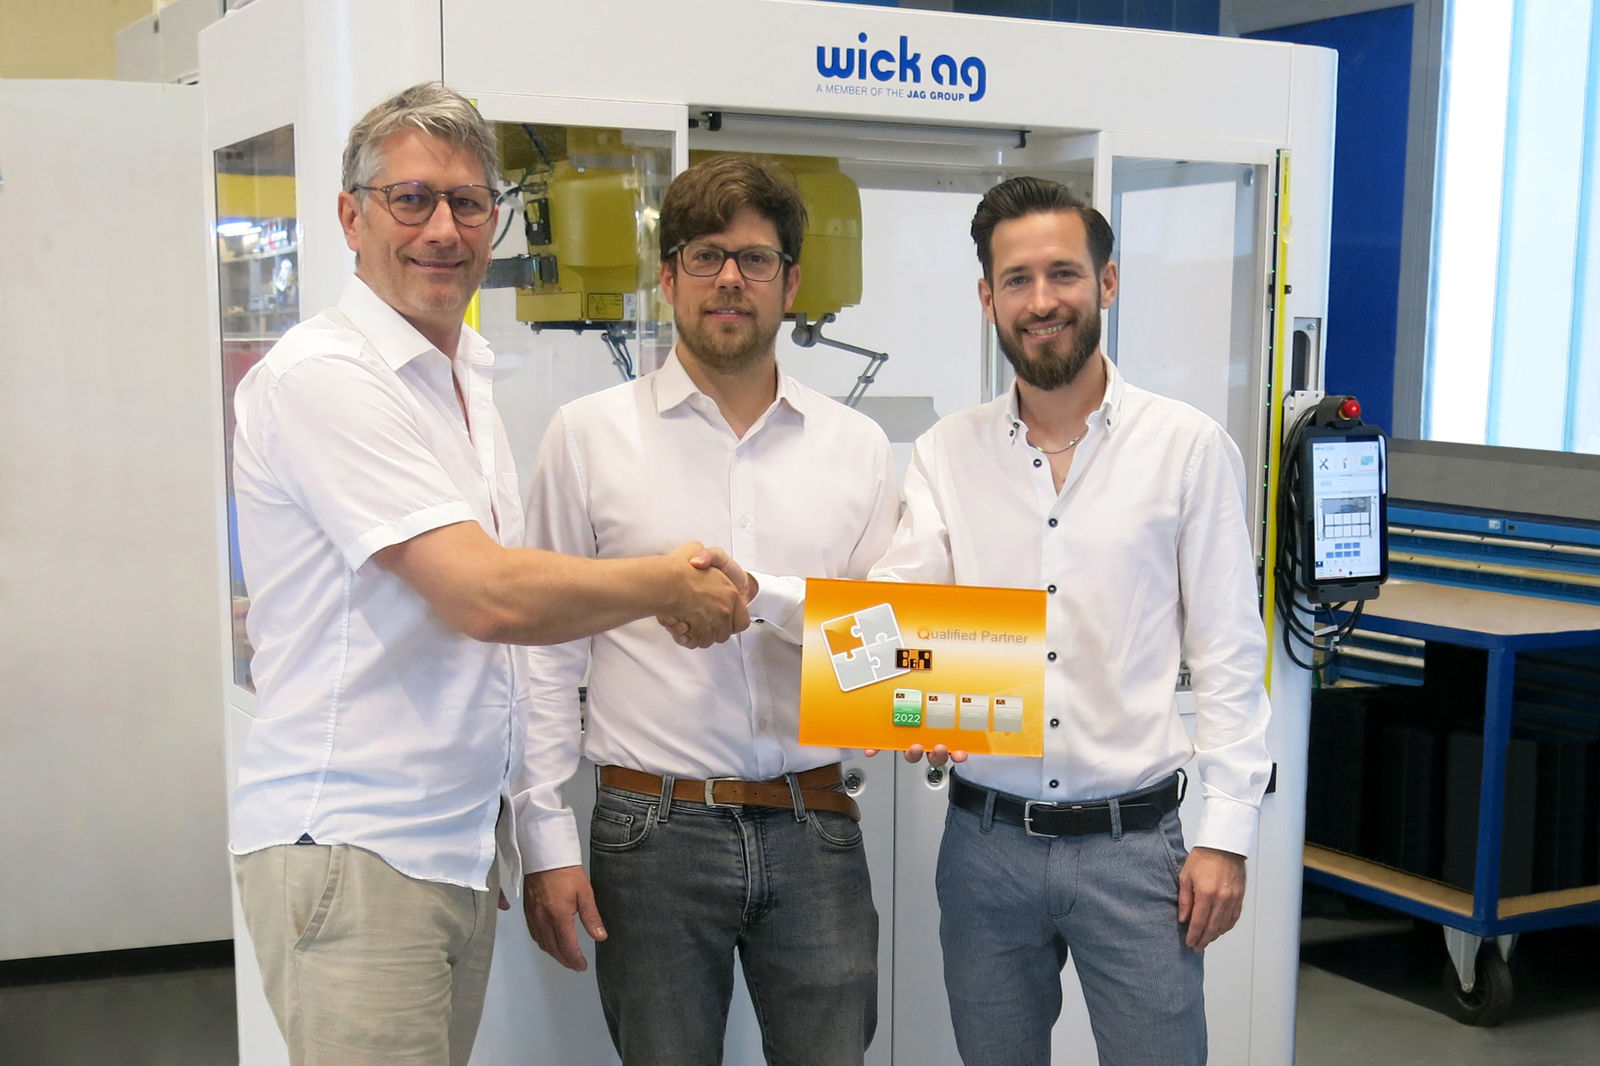 wick ag
A MEMBER OF THE JAG GROUP
Qualified Partner
B&R
2022